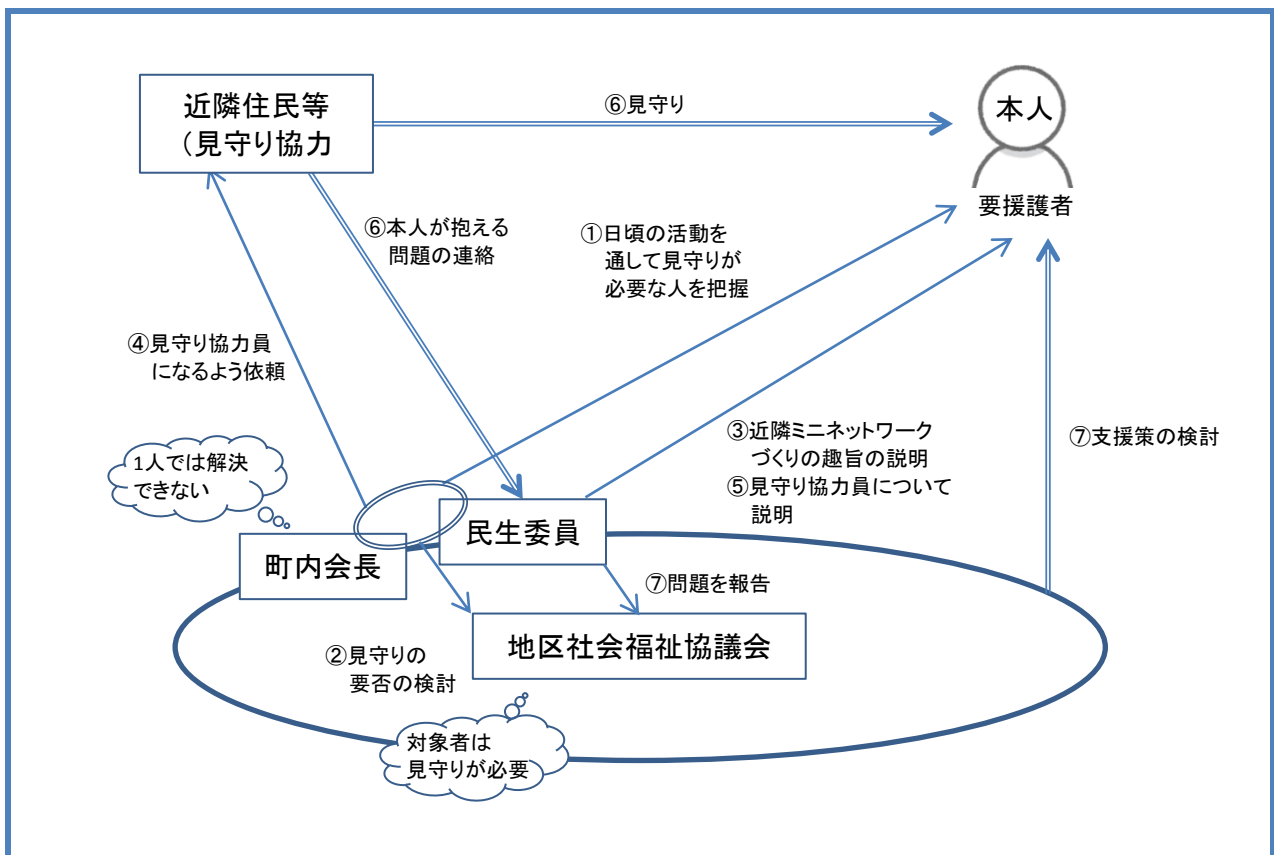 近隣住民等
（見守り協力
⑥見守り
本人
要援護者
⑥本人が抱える
問題の連絡
①日頃の活動を
通して見守りが
必要な人を把握
④見守り協力員
になるよう依頼
③近隣ミニネットワーク
づくりの趣旨の説明
⑤見守り協力員について
説明
⑦支援策の検討
1人では解決
できない
町内会長
民生委員
⑦問題を報告
地区社会福祉協議会
②見守りの
要否の検討
対象者は
見守りが必要